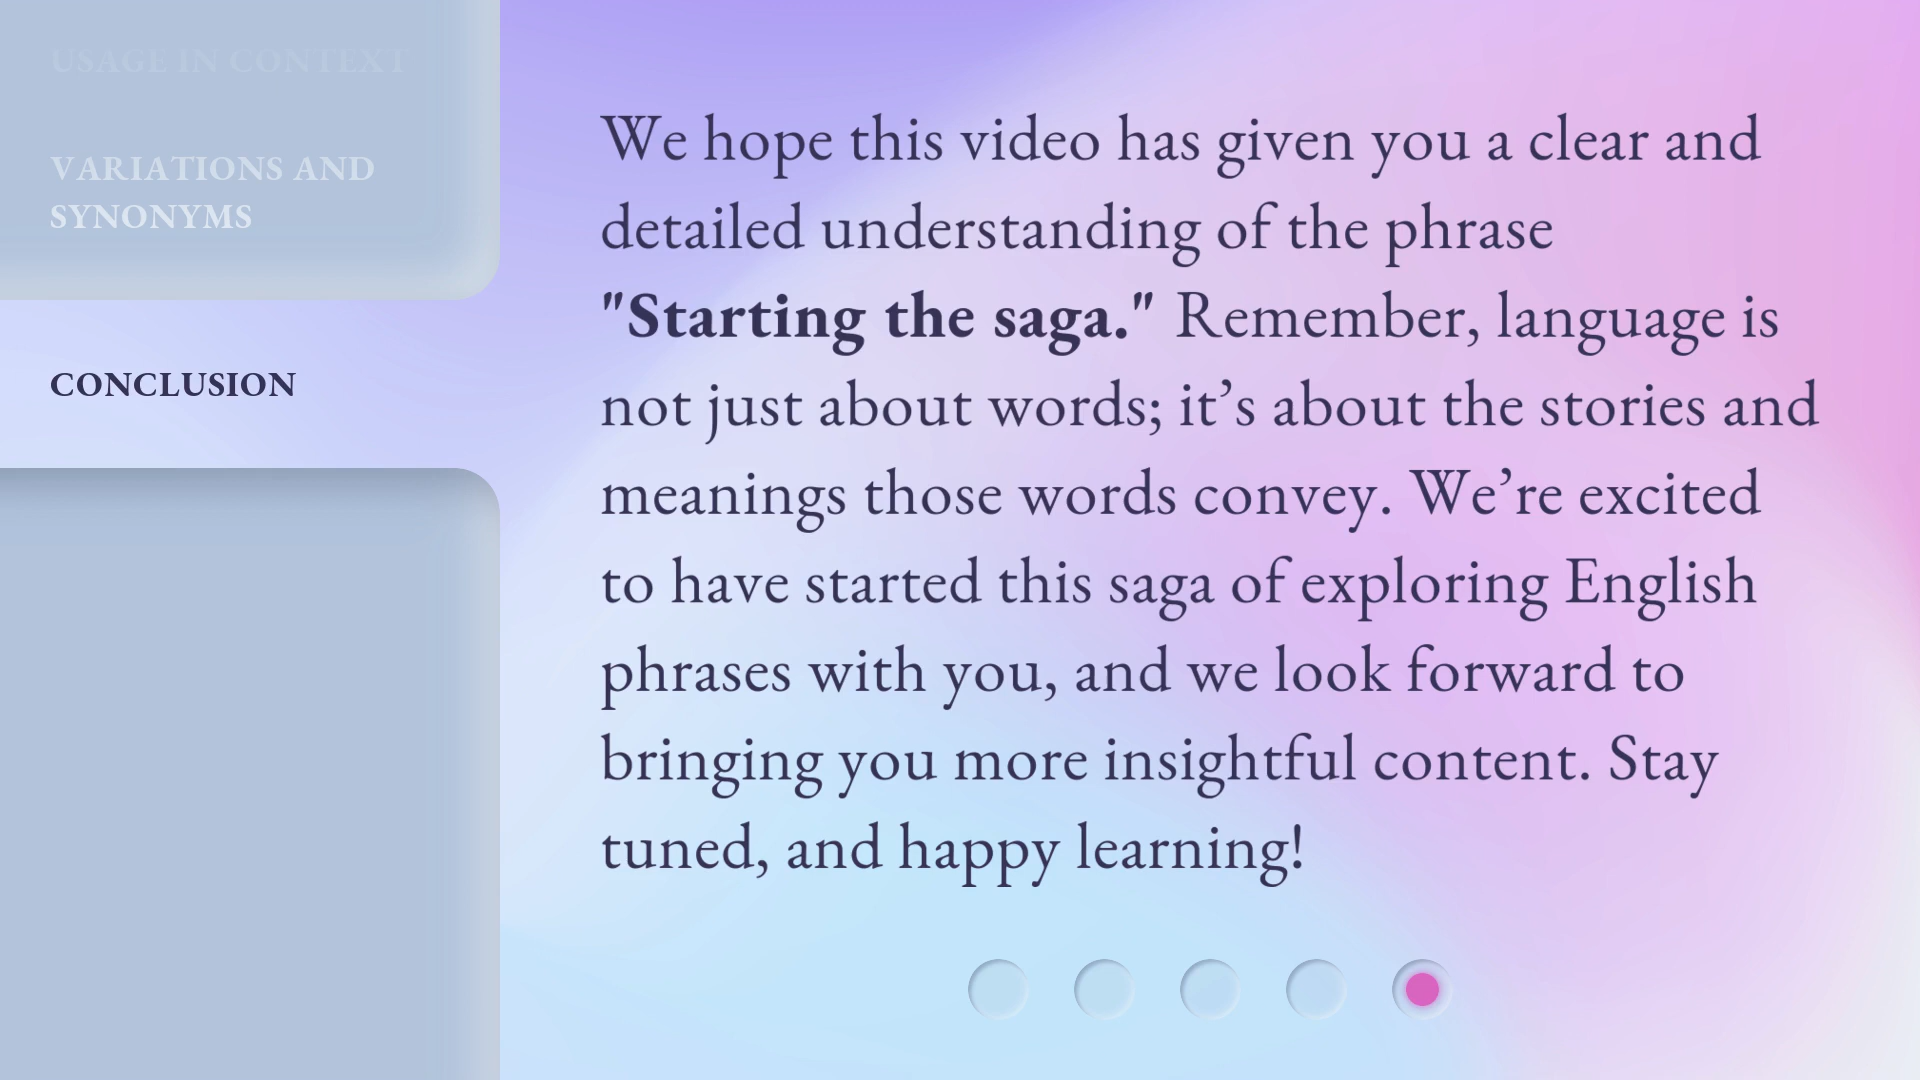 USAGE IN CONTEXT
VARIATIONS AND
SYNONYMS
CONCLUSION
We hope this video has given you a clear and
detailed understanding of the phrase
"Starting the saga." Remember, language is
not just about words; it’s about the stories and
meanings those words convey. We’re excited
to have started this saga of exploring English
phrases with you, and we look forward to
bringing you more insightful content. Stay
tuned, and happy learning!